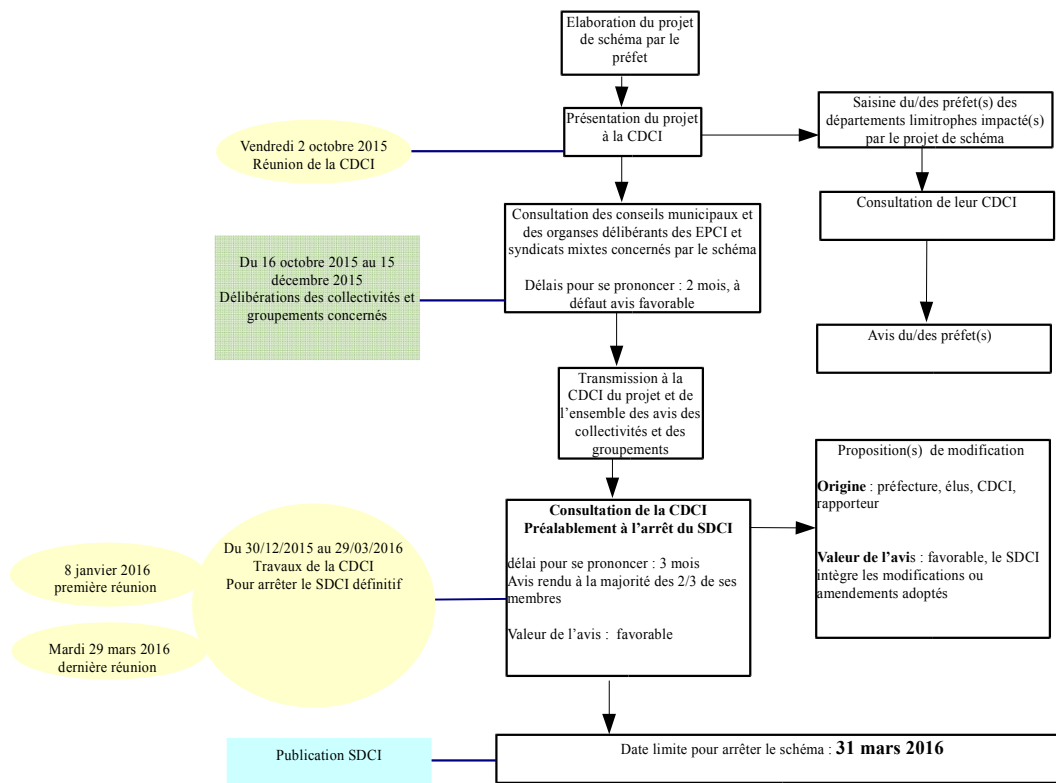 Elaboration du projet
de schéma par le
préfet
Présentation du projet
à la CDCI
Saisine du/des préfet(s) des
départements limitrophes impacté(s)
par le projet de schéma
Vendredi 2 octobre 2015
Réunion de la CDCI
Consultation de leur CDCI
Consultation des conseils municipaux et
des organses délibérants des EPCI et
syndicats mixtes concernés par le schéma
Délais pour se prononcer : 2 mois, à
défaut avis favorable
Du 16 octobre 2015 au 15
décembre 2015
Délibérations des collectivités et
groupements concernés
Avis du/des préfet(s)
Transmission à la
CDCI du projet et de
l’ensemble des avis des
collectivités et des
groupements
Proposition(s) de modification
Origine : préfecture, élus, CDCI,
rapporteur
Valeur de l’avis : favorable, le SDCI
intègre les modifications ou
amendements adoptés
Consultation de la CDCI
Préalablement à l’arrêt du SDCI
délai pour se prononcer : 3 mois
Avis rendu à la majorité des 2/3 de ses
membres
Valeur de l’avis : favorable
Du 30/12/2015 au 29/03/2016
Travaux de la CDCI
Pour arrêter le SDCI définitif
8 janvier 2016
première réunion
Mardi 29 mars 2016
dernière réunion
Publication SDCI
Date limite pour arrêter le schéma : 31 mars 2016